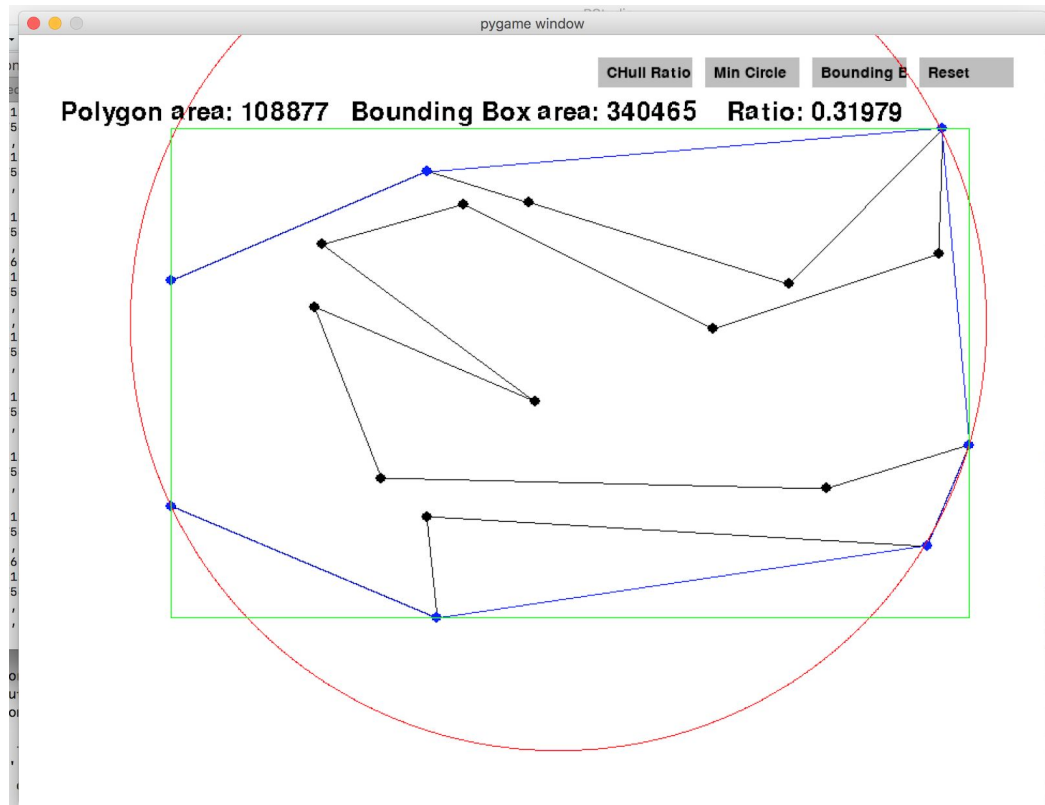 pygame window
CHull Ratio Min Circle Bounding B Reset
Polygon area: 108877 Bounding Box area: 340465 Ratio: 0.31979